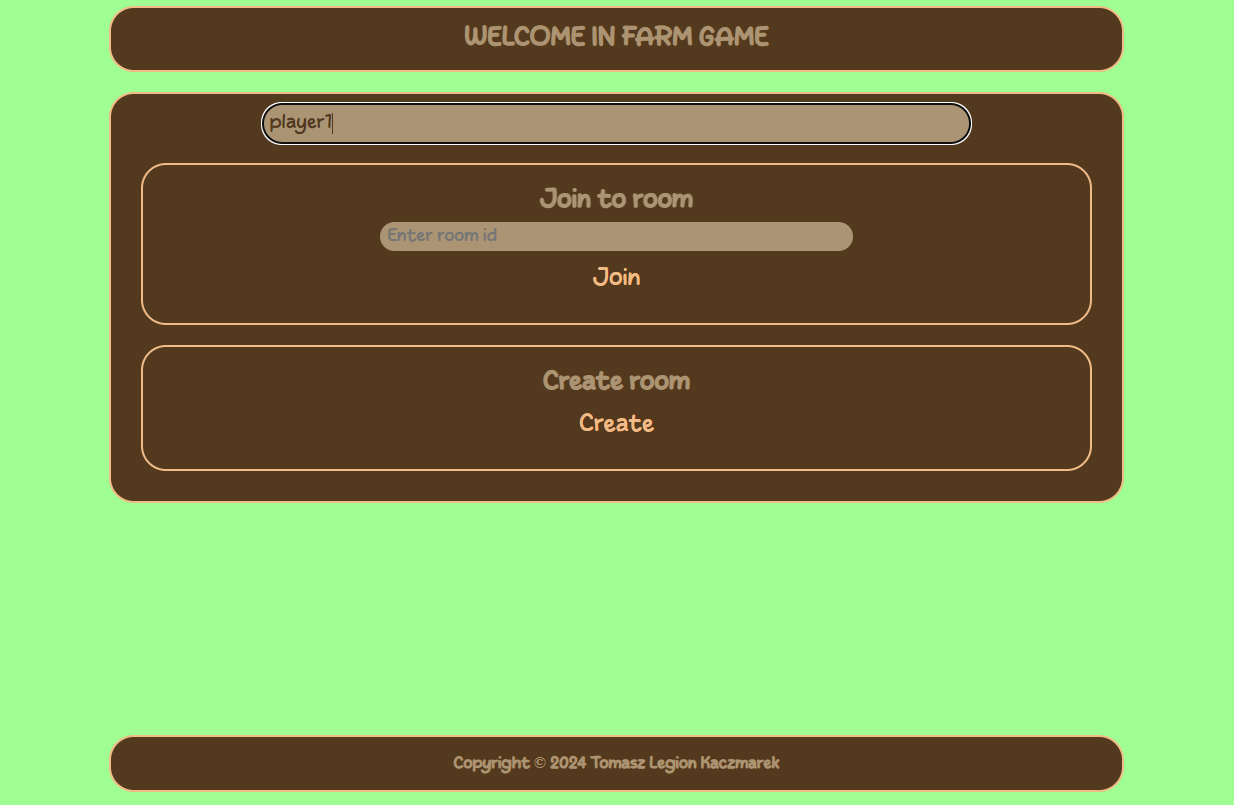 WELCOME IN FARM GAME
player1
Join to room
Enter room id
Join
Create room
Create
Copyright © 2024 Tomasz Legion Kaczmarek